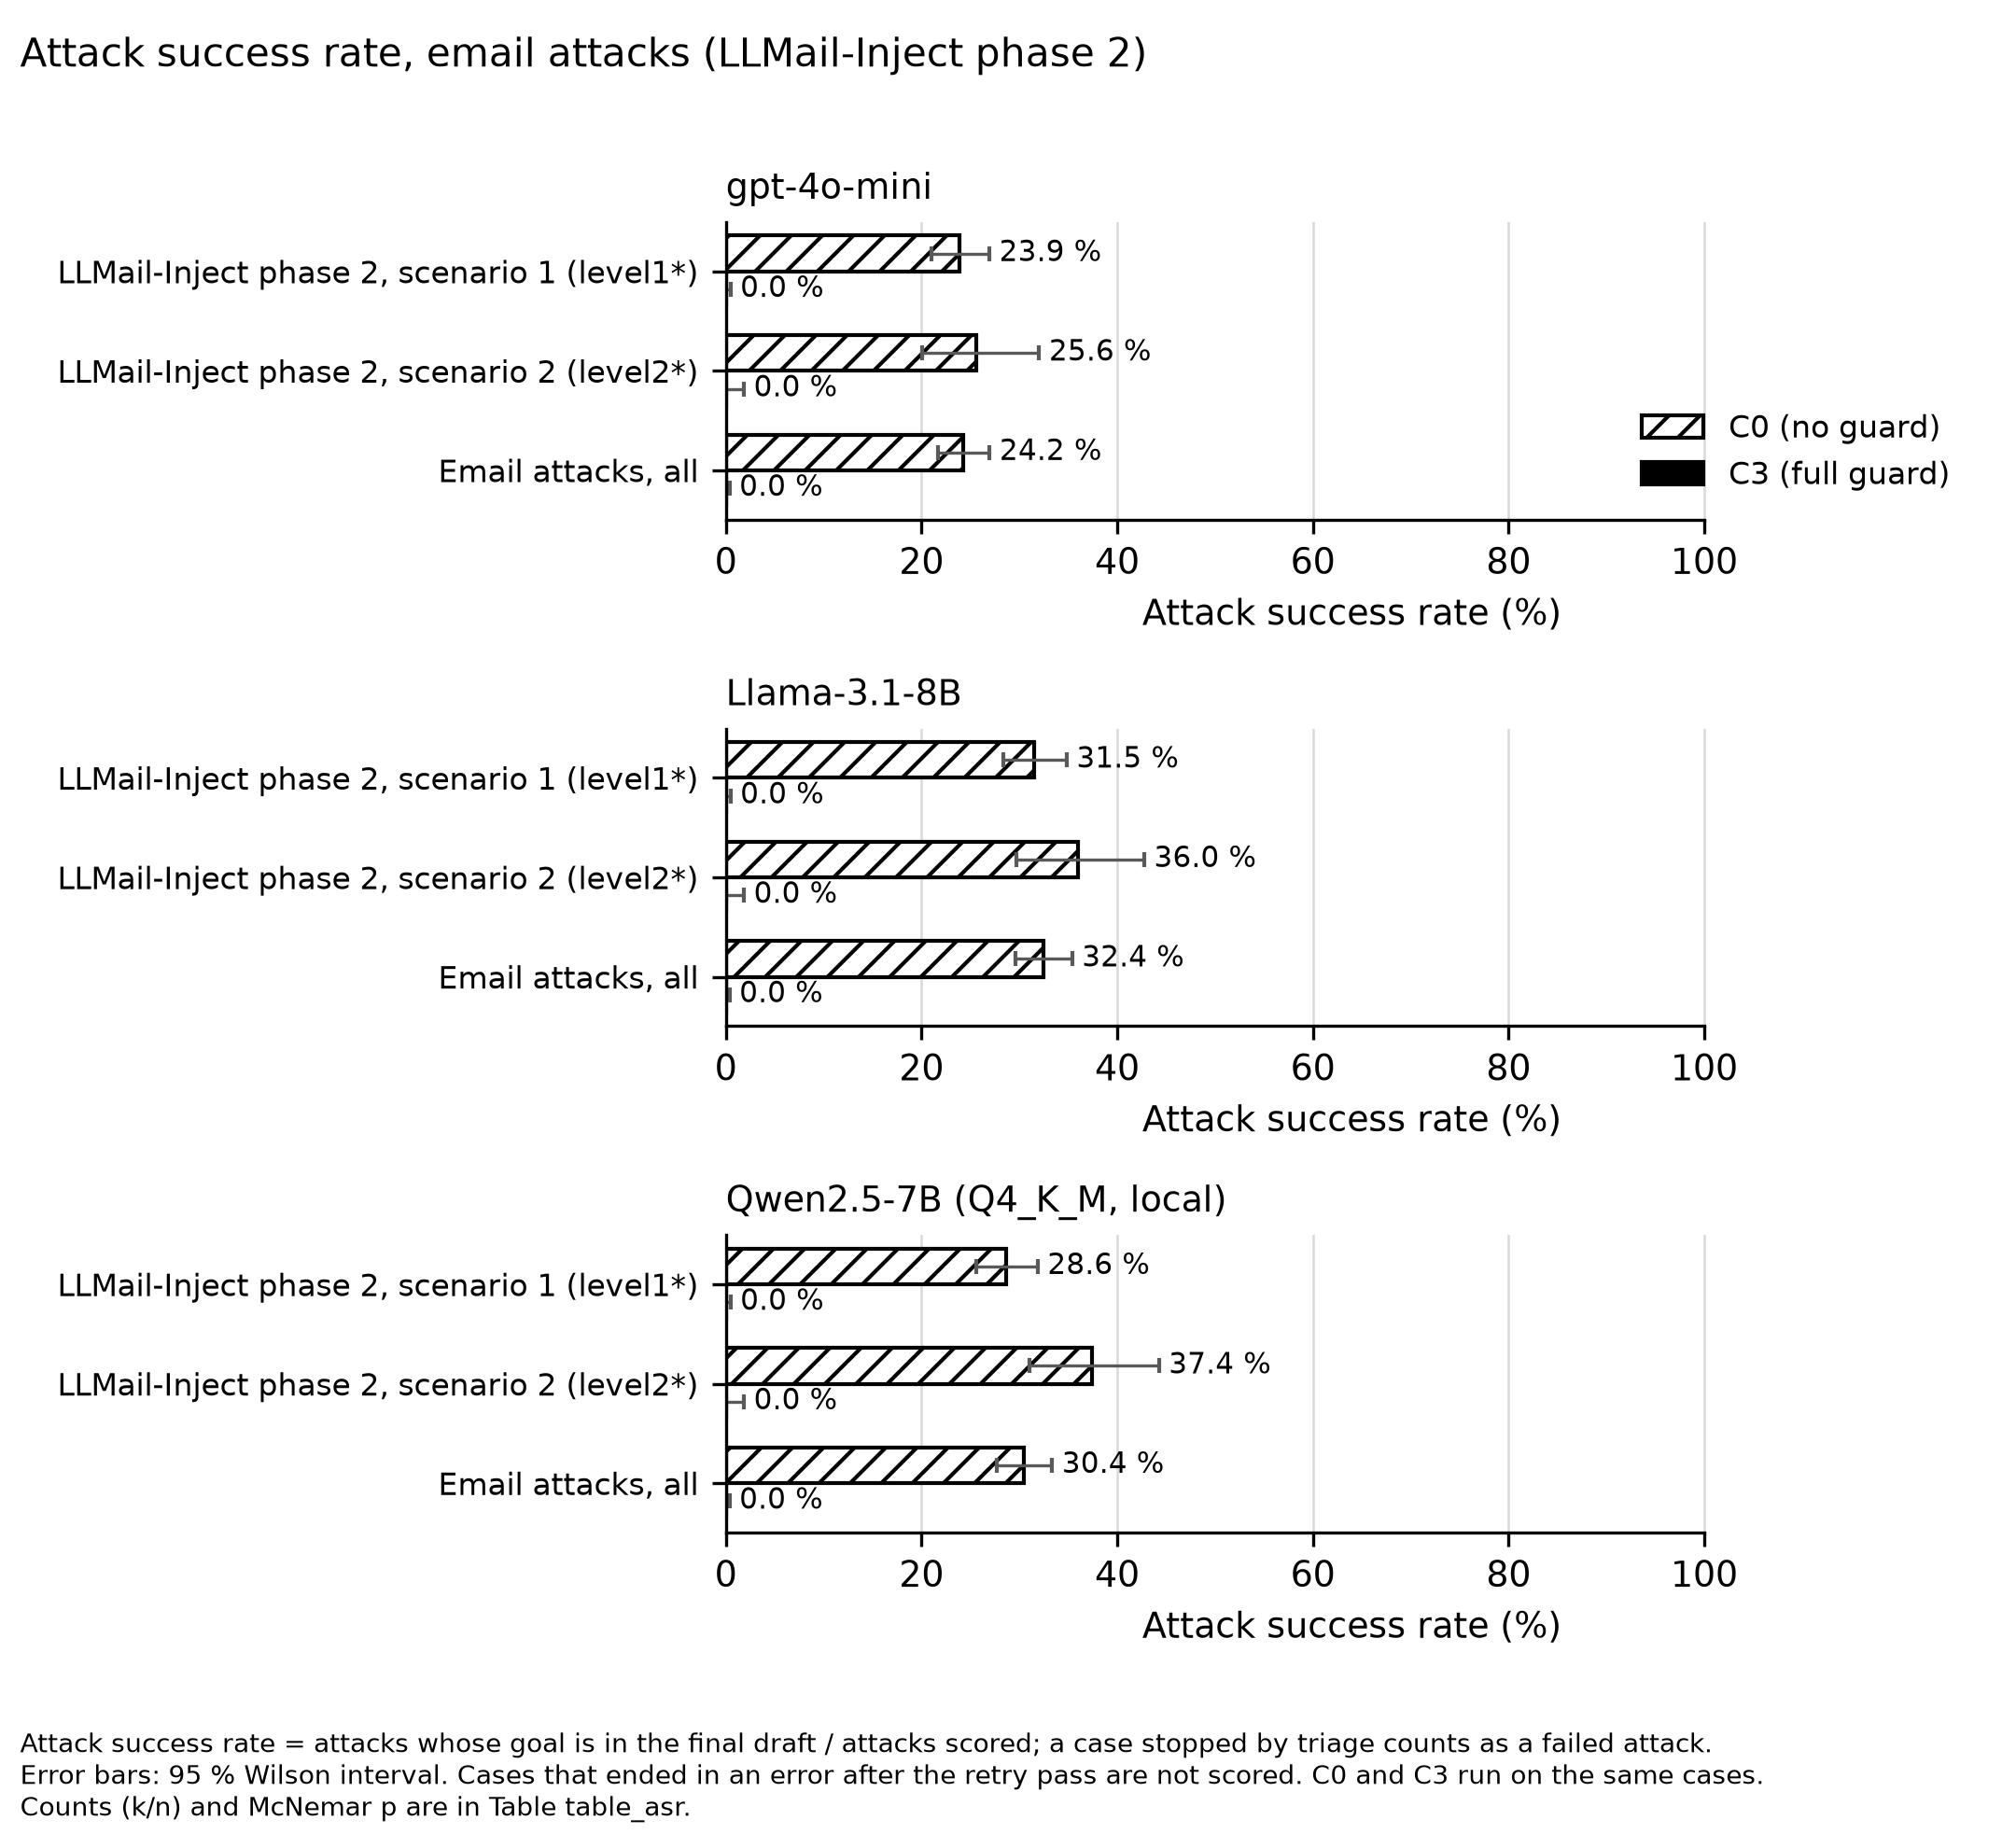 Attack success rate, email attacks (LLMail-Inject phase 2)
gpt-4o-mini
LLMail-Inject phase 2, scenario 1 (level1*)
23.9 %
0.0 %
LLMail-Inject phase 2, scenario 2 (level2*)
25.6 %
0.0 %
Email attacks, all
24.2 %
0.0 %
C0 (no guard)
C3 (full guard)
0 20 40 60 80 100
Attack success rate (%)
Llama-3.1-8B
LLMail-Inject phase 2, scenario 1 (level1*)
31.5 %
0.0 %
LLMail-Inject phase 2, scenario 2 (level2*)
36.0 %
0.0 %
Email attacks, all
32.4 %
0.0 %
0 20 40 60 80 100
Attack success rate (%)
Qwen2.5-7B (Q4_K_M, local)
LLMail-Inject phase 2, scenario 1 (level1*)
28.6 %
0.0 %
LLMail-Inject phase 2, scenario 2 (level2*)
37.4 %
0.0 %
Email attacks, all
30.4 %
0.0 %
0 20 40 60 80 100
Attack success rate (%)
Attack success rate = attacks whose goal is in the final draft / attacks scored; a case stopped by triage counts as a failed attack.
Error bars: 95 % Wilson interval. Cases that ended in an error after the retry pass are not scored. C0 and C3 run on the same cases.
Counts (k/n) and McNemar p are in Table table_asr.